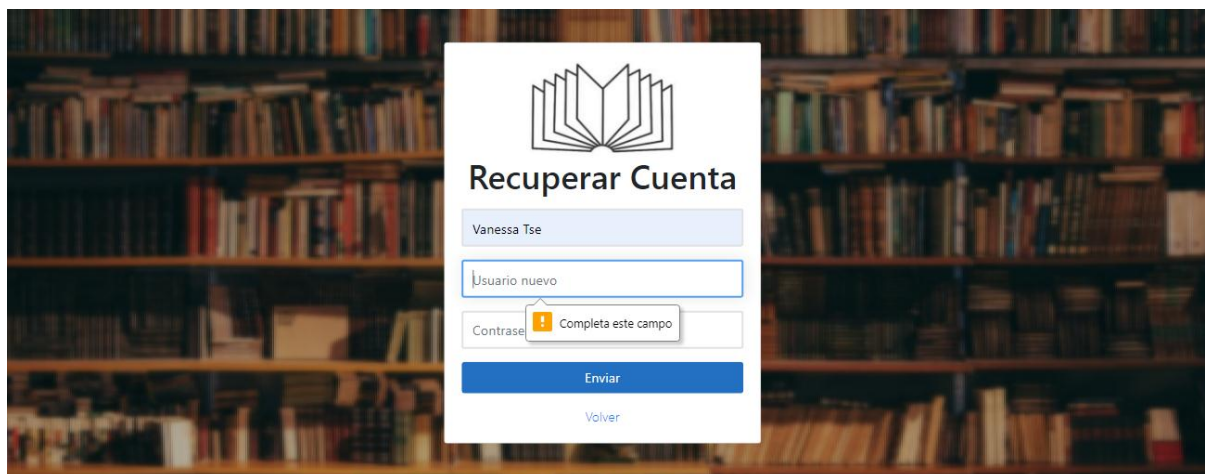 Recuperar Cuenta
Vanessa Tse
Usuario nuevo
Completa este campo
Contrase
Enviar
Volver